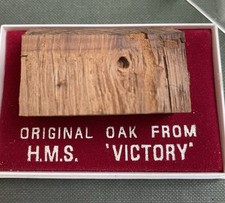 ORIGINAL OAK FROM
H.M.S. "VICTORY"